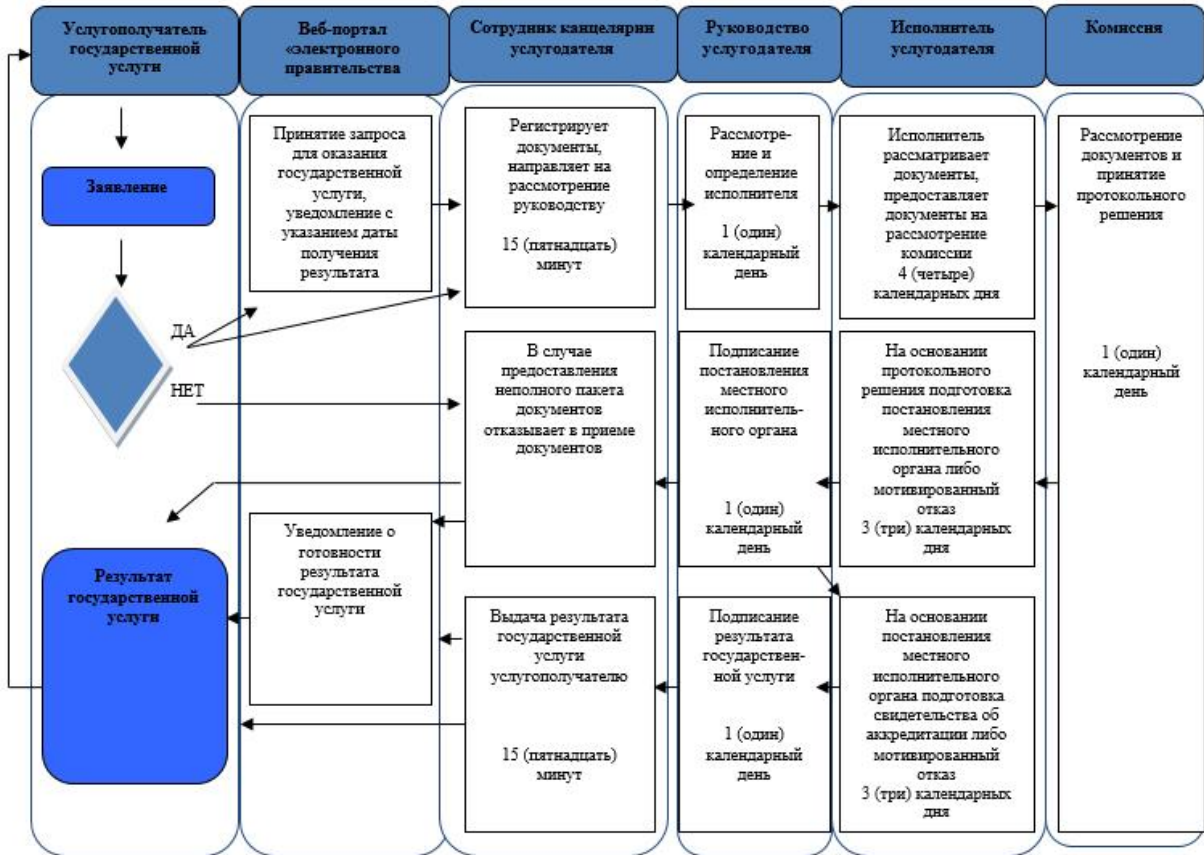 Услугополучатель
государственной
услуги
Веб-портал
«электронного
правительства
Сотрудник канцелярии
услугодателя
Руководство
услугодателя
Исполнитель
услугодателя
Комиссия
Заявление
ДА
НЕТ
Результат
государственной
услуги
Принятие запроса
для оказания
государственной
услуги,
уведомление с
указанием даты
получения
результата
Уведомление о
готовности
результата
государственной
услуги
Регистрирует
документы,
направляет на
рассмотрение
руководству
15 (пятнадцать)
минут
В случае
предоставления
неполного пакета
документов
отказывает в приеме
документов
Выдача результата
государственной
услуги
услугополучателю
15 (пятнадцать)
минут
Рассмотре-
ние и
определение
исполнителя
1 (один)
календарный
день
Подписание
постановления
местного
исполнитель-
ного органа
1 (один)
календарный
день
Подписание
результата
государствен-
ной услуги
1 (один)
календарный
день
Исполнитель
рассматривает
документы,
предоставляет
документы на
рассмотрение
комиссии
4 (четыре)
календарных дня
На основании
протокольного
решения подготовка
постановления
местного
исполнительного
органа либо
мотивированный
отказ
3 (три) календарных
дня
На основании
постановления
местного
исполнительного
органа подготовка
свидетельства об
аккредитации либо
мотивированный
отказ
3 (три) календарных
дня
Рассмотрение
документов и
принятие
протокольного
решения
1 (один)
календарный
день